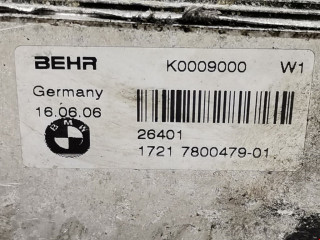 BEHR K0009000 W1
Germany
16.06.06
BMW 26401
1721 7800479-01